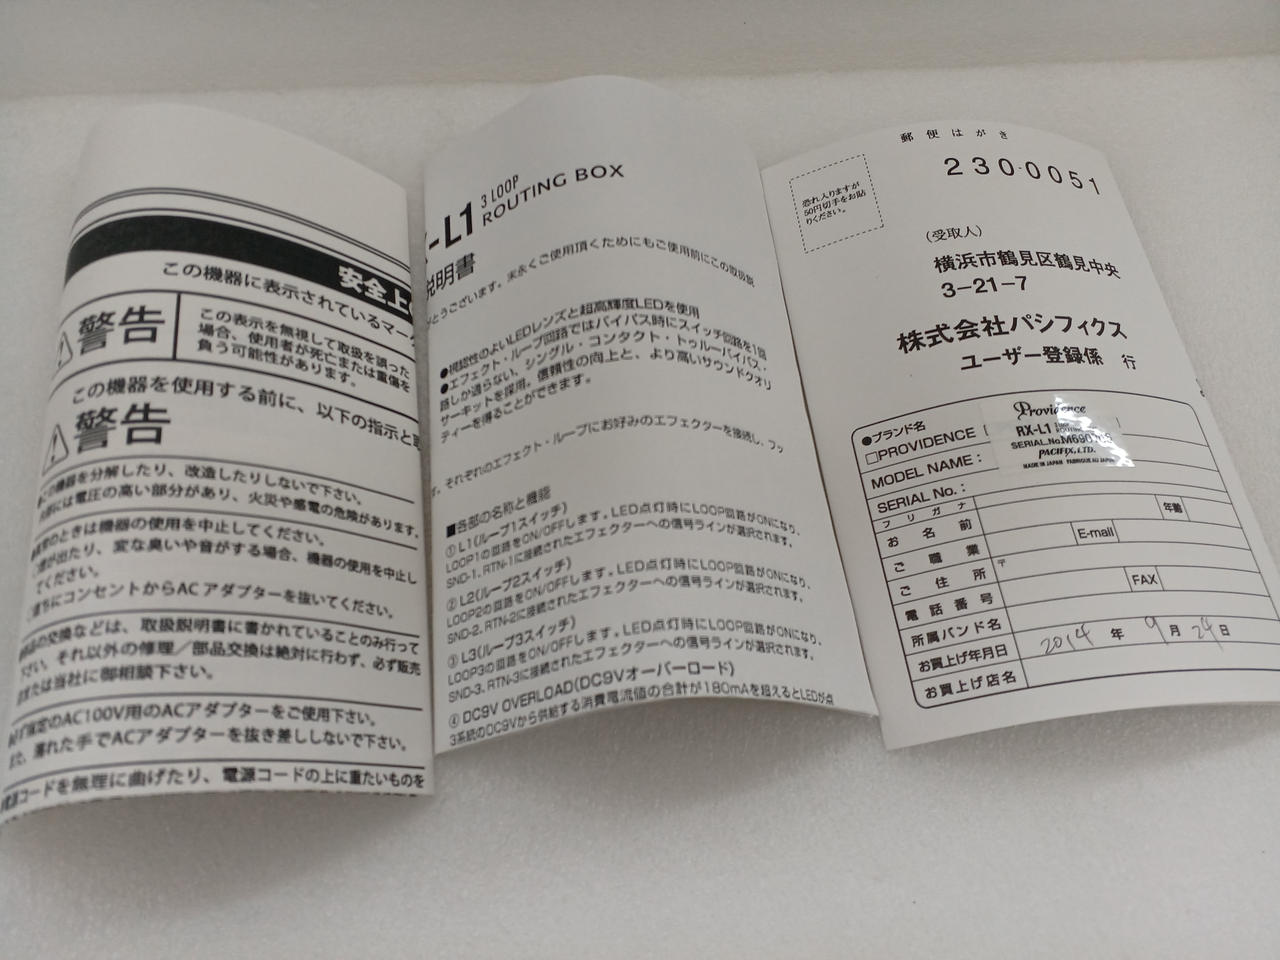 安全上
この機器に表示されているマー
警告
この表示を無視して取扱を誤った
場合、使用者が死亡または重傷を
負う可能性があります。
この機器を使用する前に、以下の指示と
警告
この機器を分解したり、改造したりしないで下さい。
には電圧の高い部分があり、火災や感電の危険があります。
のときは機器の使用を中止してください。
が出たり、変な臭いや音がする場合、機器の使用を中止し
てください。
ちにコンセントからACアダプターを抜いてください。
部品の交換などは、取扱説明書に書かれていることのみ行って
下さい。それ以外の修理／部品交換は絶対に行わず、必ず販売
または当社に御相談下さい。
ず指定のAC100V用のACアダプターをご使用下さい。
また、濡れた手でACアダプターを抜き差ししないで下さい。
電源コードを無理に曲げたり、電源コードの上に重たいものを
-L1 3 LOOP
ROUTING BOX
説明書
とうございます。末永くご使用頂くためにもご使用前にこの取扱説
●視認性のよいLEDレンズと超高輝度LEDを使用
●エフェクト・ループ回路ではバイパス時にスイッチ回路を1回
路しか通らない、シングル・コンタクト・トゥルーバイパス・
サーキットを採用。信頼性の向上と、より高いサウンドクオリ
ティーを得ることができます。
す。それぞれのエフェクト・ループにお好みのエフェクターを接続し、フッ
■各部の名称と機能
① L1(ループ1スイッチ)
LOOP1の回路をON/OFFします。LED点灯時にLOOP回路がONになり、
SND-1、RTN-1に接続されたエフェクターへの信号ラインが選択されます。
② L2(ループ2スイッチ)
LOOP2の回路をON/OFFします。LED点灯時にLOOP回路がONになり、
SND-2、RTN-2に接続されたエフェクターへの信号ラインが選択されます。
③ L3(ループ3スイッチ)
LOOP3の回路をON/OFFします。LED点灯時にLOOP回路がONになり、
SND-3、RTN-3に接続されたエフェクターへの信号ラインが選択されます。
④ DC9V OVERLOAD(DC9Vオーバーロード)
3系統のDC9Vから供給する消費電流値の合計が180mAを超えるとLEDが点
郵便はがき
恐れ入りますが
50円切手をお貼
りください。
230-0051
(受取人)
横浜市鶴見区鶴見中央
3-21-7
株式会社パシフィクス
ユーザー登録係 行
●ブランド名
□PROVIDENCE
MODEL NAME：
SERIAL No.：
Providence
RX-L1
SERIAL.No.
PACIFIX,LTD.
MADE IN JAPAN FABRIQUE AU JAPON
フリガナ
お名前 年齢
ご職業 E-mail
ご住所 〒
電話番号 FAX
所属バンド名
お買上げ年月日 2014年9月24日
お買上げ店名